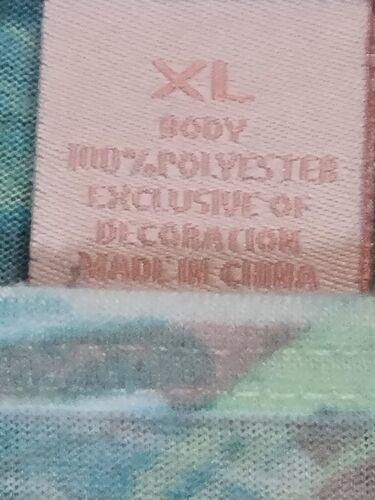 XL
BODY
100%POLYESTER
EXCLUSIVE OF
DECORATION
MADE IN CHINA